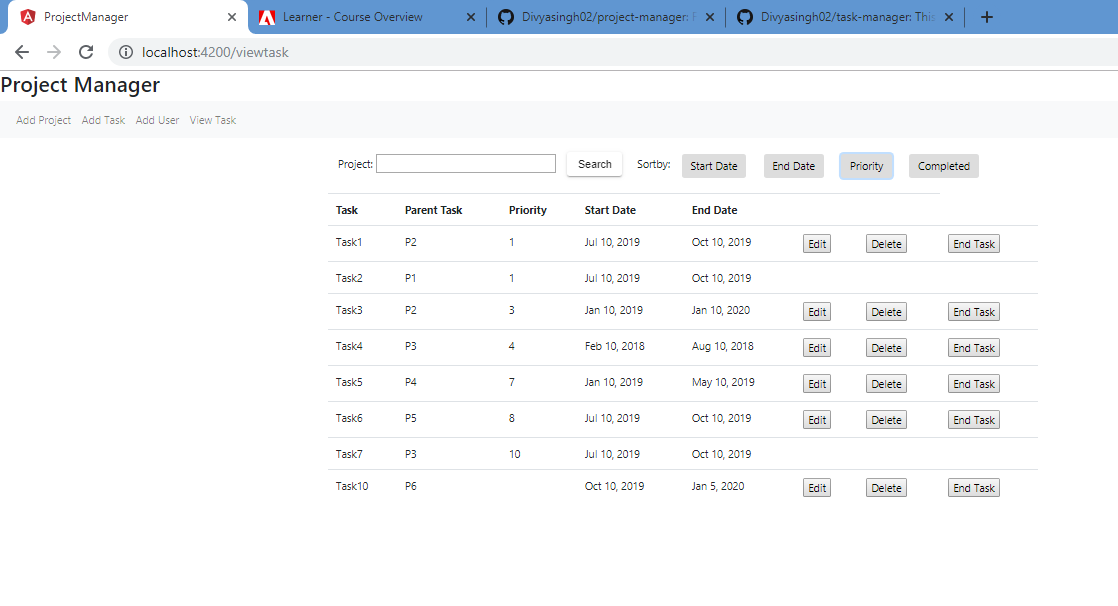 ProjectManager Learner - Course Overview Divyasingh02/project-manager: Divyasingh02/task-manager: This
localhost:4200/viewtask
Project Manager
Add Project Add Task Add User View Task
Project: Search Sortby: Start Date End Date Priority Completed
Task Parent Task Priority Start Date End Date
Task1 P2 1 Jul 10, 2019 Oct 10, 2019 Edit Delete End Task
Task2 P1 1 Jul 10, 2019 Oct 10, 2019
Task3 P2 3 Jan 10, 2019 Jan 10, 2020 Edit Delete End Task
Task4 P3 4 Feb 10, 2018 Aug 10, 2018 Edit Delete End Task
Task5 P4 7 Jan 10, 2019 May 10, 2019 Edit Delete End Task
Task6 P5 8 Jul 10, 2019 Oct 10, 2019 Edit Delete End Task
Task7 P3 10 Jul 10, 2019 Oct 10, 2019
Task10 P6 Oct 10, 2019 Jan 5, 2020 Edit Delete End Task